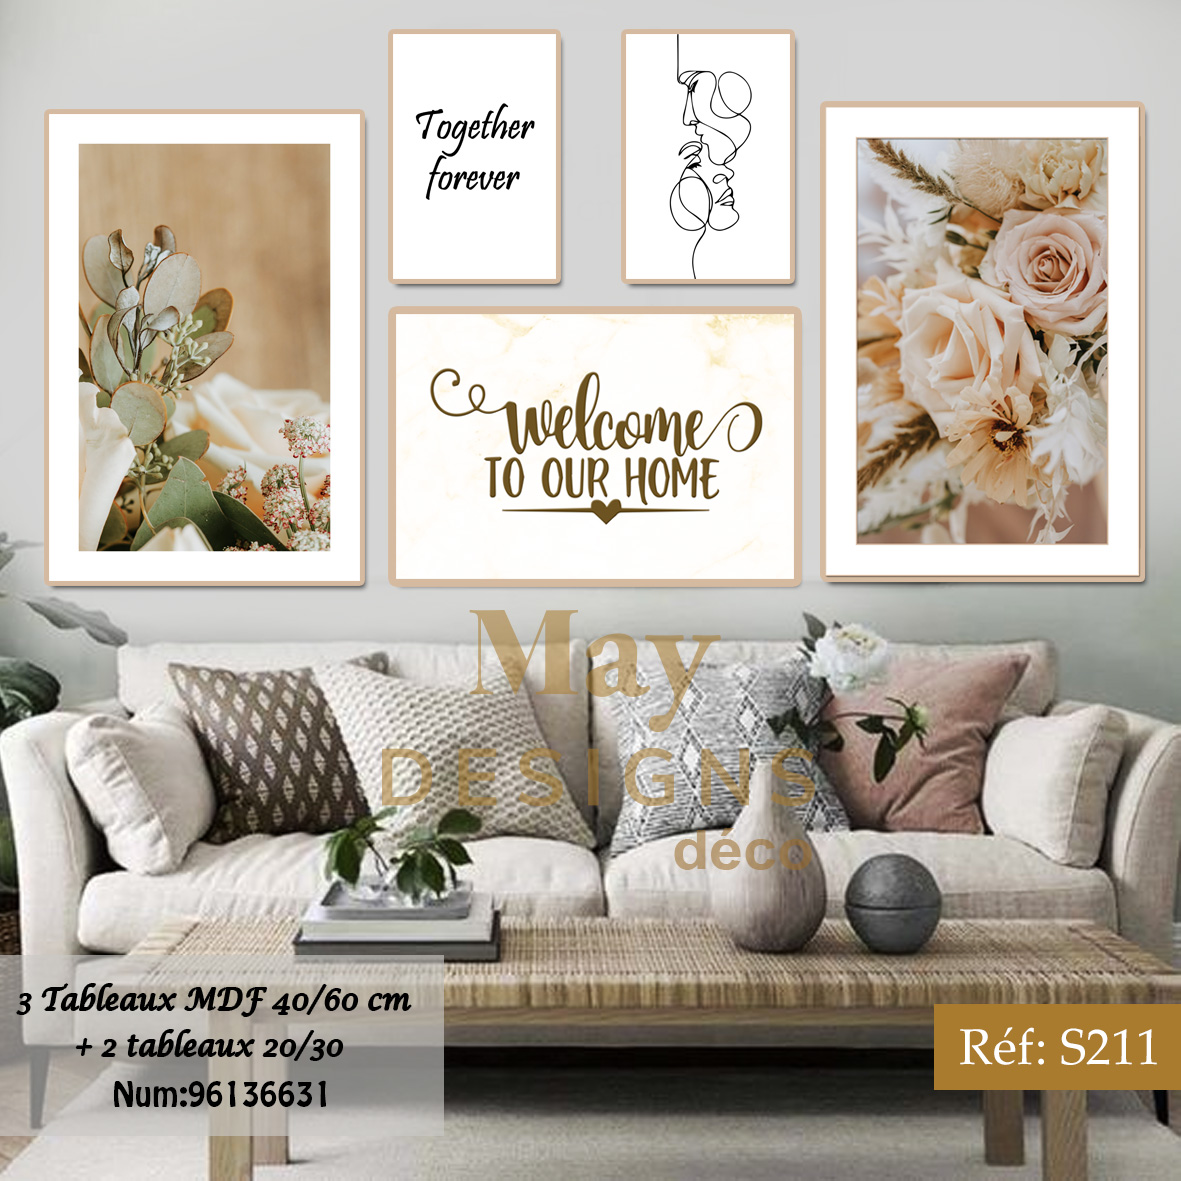 Together
forever
welcome
TO OUR HOME
May
DESIGNS
déco
3 Tableaux MDF 40/60 cm
+ 2 tableaux 20/30
Num:96136631
Réf: S211